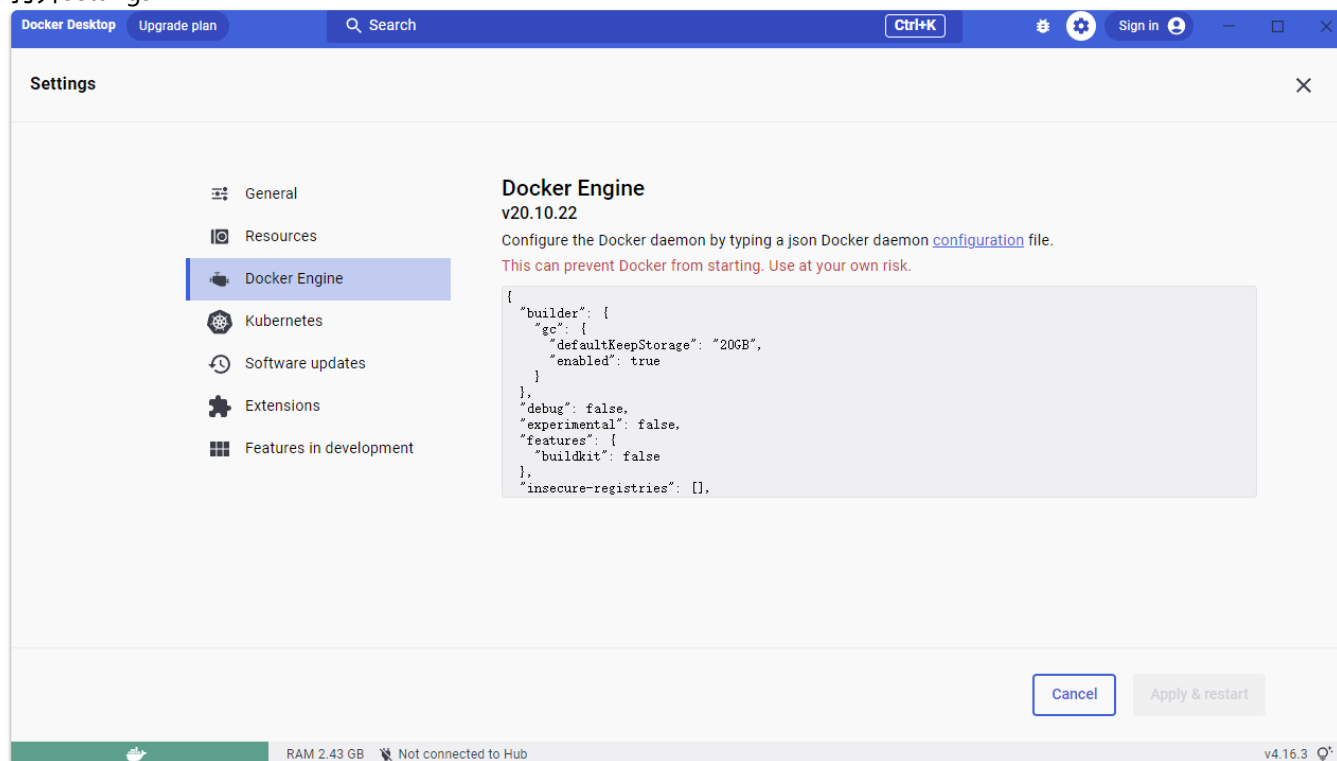 Docker Desktop Upgrade plan Search Ctrl+K Sign in
Settings
General
Resources
Docker Engine
Kubernetes
Software updates
Extensions
Features in development
Docker Engine
v20.10.22
Configure the Docker daemon by typing a json Docker daemon configuration file.
This can prevent Docker from starting. Use at your own risk.
{
"builder": {
"gc": {
"defaultKeepStorage": "20GB",
"enabled": true
}
},
"debug": false,
"experimental": false,
"features": {
"buildkit": false
},
"insecure-registries": [],
Cancel Apply & restart
RAM 2.43 GB Not connected to Hub v4.16.3